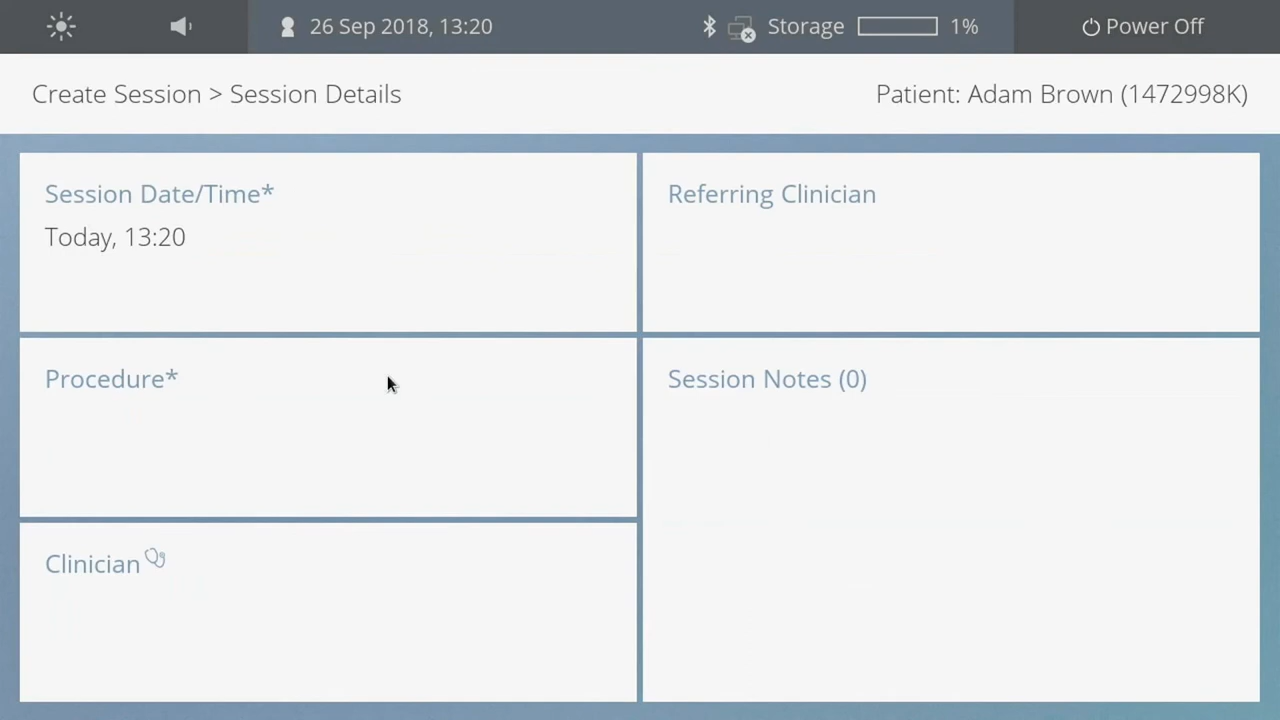 26 Sep 2018, 13:20
Storage 1%
Power Off
Create Session > Session Details
Patient: Adam Brown (1472998K)
Session Date/Time*
Today, 13:20
Referring Clinician
Procedure*
Session Notes (0)
Clinician